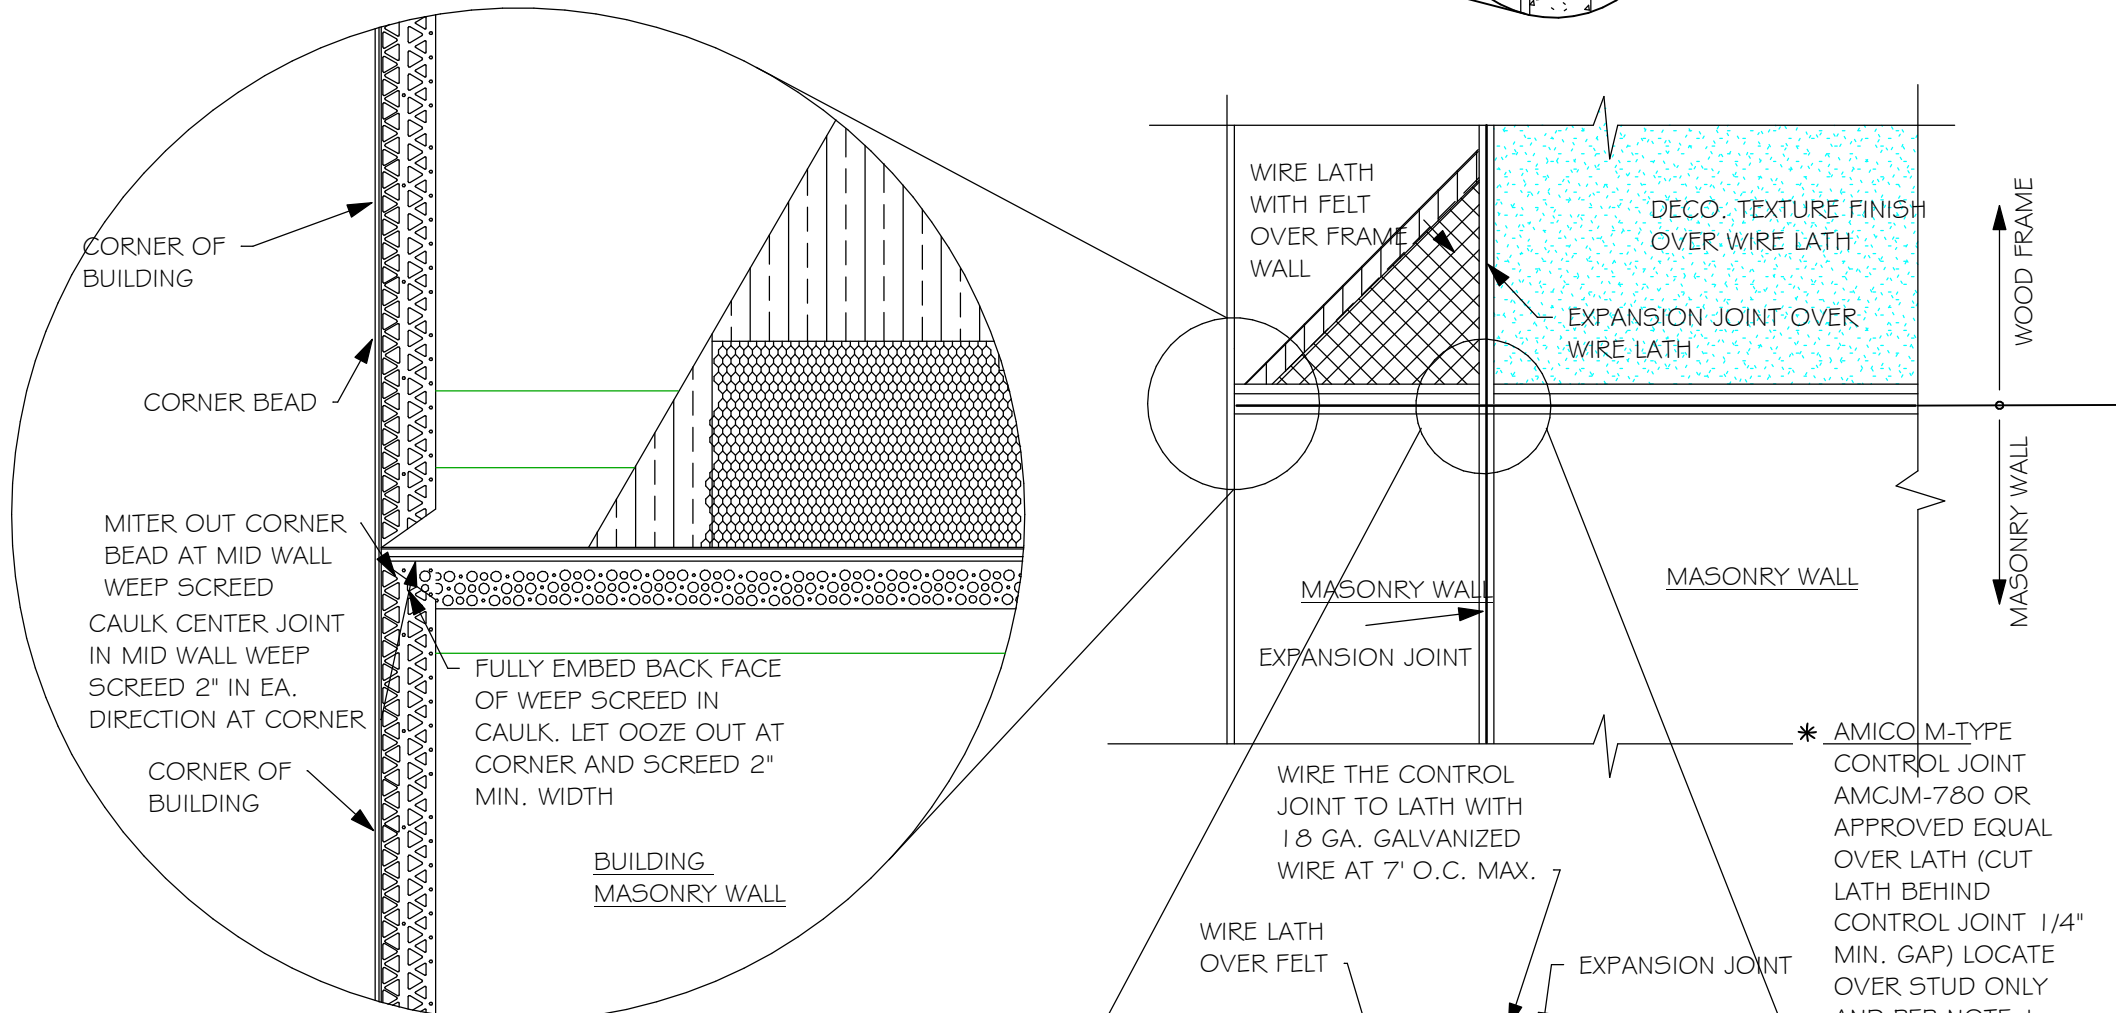 CORNER OF
BUILDING
CORNER BEAD
MITER OUT CORNER
BEAD AT MID WALL
WEEP SCREED
CAULK CENTER JOINT
IN MID WALL WEEP
SCREED 2" IN EA.
DIRECTION AT CORNER
CORNER OF
BUILDING
FULLY EMBED BACK FACE
OF WEEP SCREED IN
CAULK. LET OOZE OUT AT
CORNER AND SCREED 2"
MIN. WIDTH
BUILDING
MASONRY WALL
WIRE LATH
WITH FELT
OVER FRAME
WALL
DECO. TEXTURE FINISH
OVER WIRE LATH
EXPANSION JOINT OVER
WIRE LATH
WOOD FRAME
MASONRY WALL
MASONRY WALL
MASONRY WALL
EXPANSION JOINT
WIRE THE CONTROL
JOINT TO LATH WITH
18 GA. GALVANIZED
WIRE AT 7' O.C. MAX.
WIRE LATH
OVER FELT
EXPANSION JOINT
* AMICO M-TYPE
CONTROL JOINT
AMCJM-780 OR
APPROVED EQUAL
OVER LATH (CUT
LATH BEHIND
CONTROL JOINT 1/4"
MIN. GAP) LOCATE
OVER STUD ONLY
AND PER NOTE